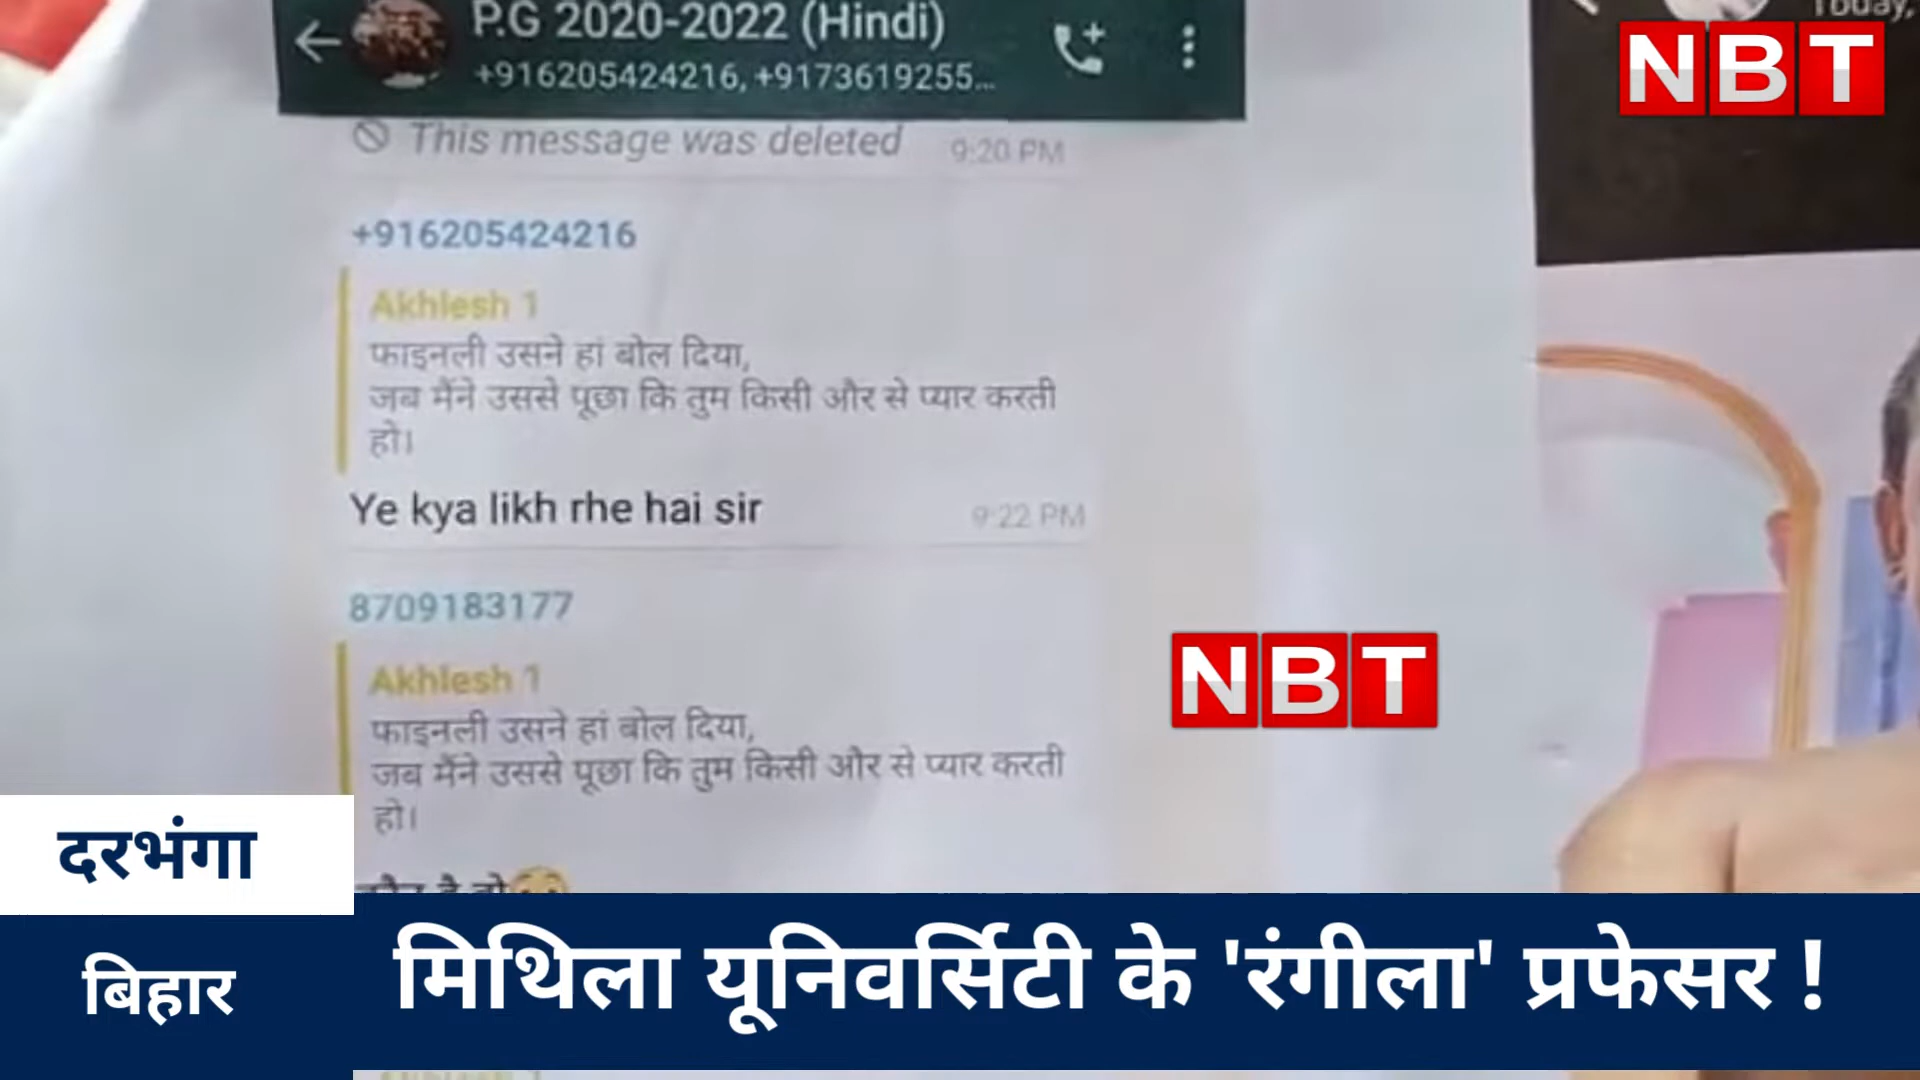 P.G 2020-2022 (Hindi)
+916205424216, +9173619255...
Today,
NBT
This message was deleted 9:20 PM
+916205424216
Akhlesh 1
फाइनली उसने हां बोल दिया,
जब मैंने उससे पूछा कि तुम किसी और से प्यार करती
हो।
Ye kya likh rhe hai sir 9:22 PM
8709183177
Akhlesh 1
फाइनली उसने हां बोल दिया,
जब मैंने उससे पूछा कि तुम किसी और से प्यार करती
हो।
NBT
दरभंगा
बिहार
मिथिला यूनिवर्सिटी के 'रंगीला' प्रफेसर !